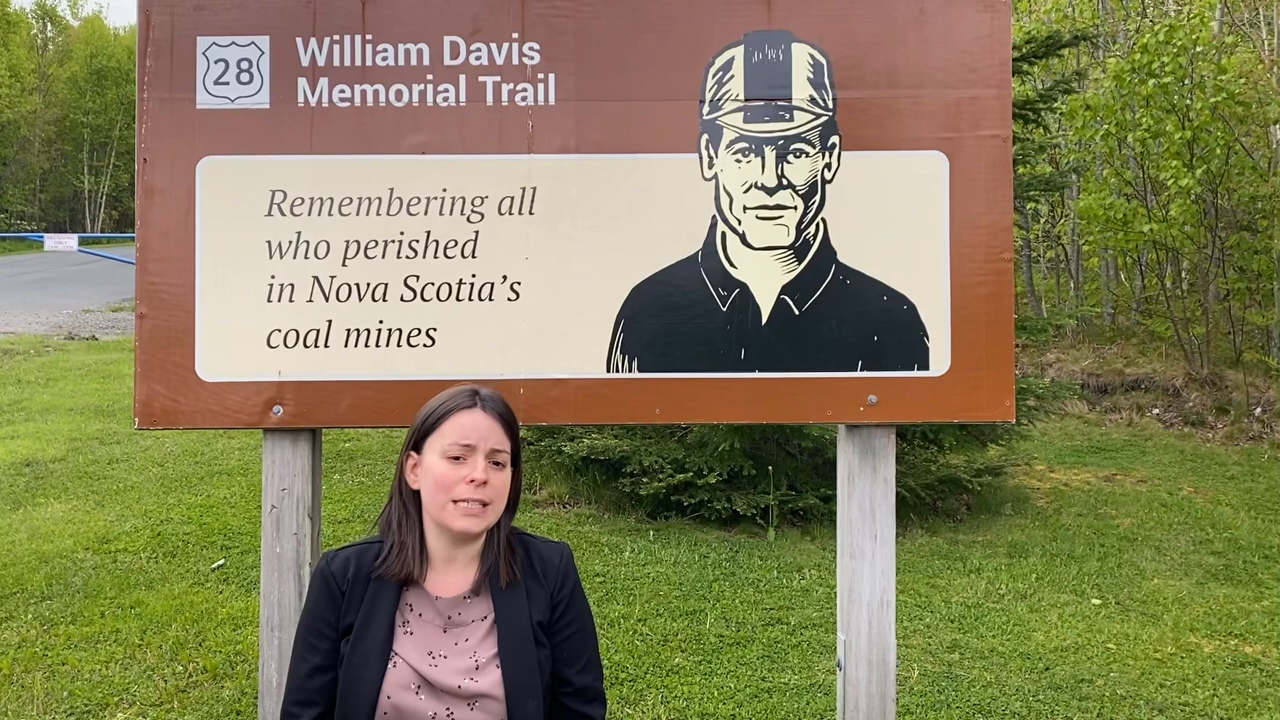 28
William Davis
Memorial Trail
Remembering all
who perished
in Nova Scotia’s
coal mines